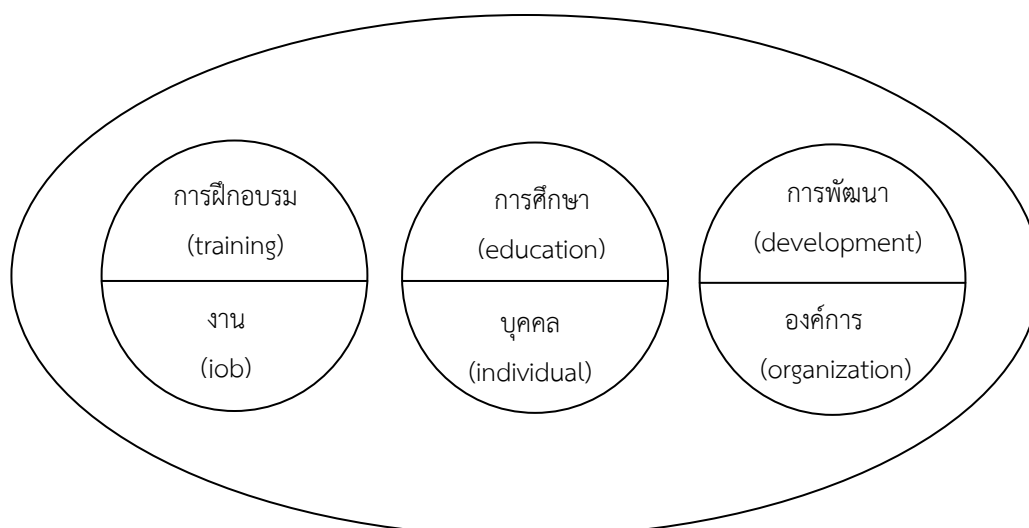 การฝึกอบรม
(training)
งาน
(iob)
การศึกษา
(education)
บุคคล
(individual)
การพัฒนา
(development)
องค์การ
(organization)